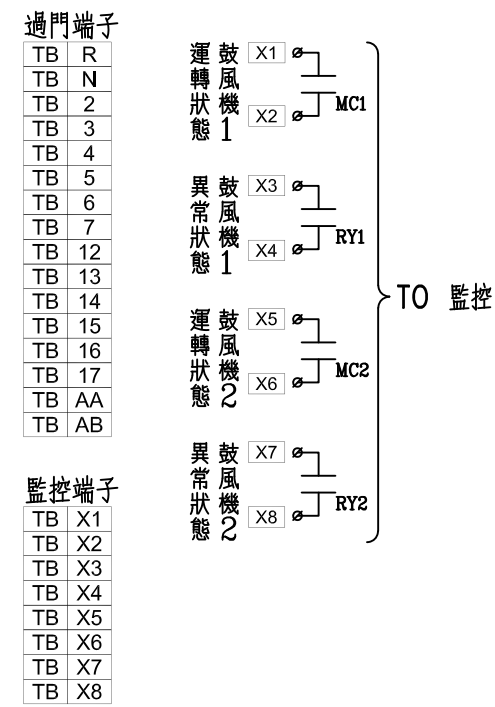 過門端子
TB R
TB N
TB 2
TB 3
TB 4
TB 5
TB 6
TB 7
TB 12
TB 13
TB 14
TB 15
TB 16
TB 17
TB AA
TB AB
監控端子
TB X1
TB X2
TB X3
TB X4
TB X5
TB X6
TB X7
TB X8
鼓風機1
運轉狀態
X1
X2
MC1
鼓風機1
異常狀態
X3
X4
RY1
鼓風機2
運轉狀態
X5
X6
MC2
鼓風機2
異常狀態
X7
X8
RY2
TO 監控